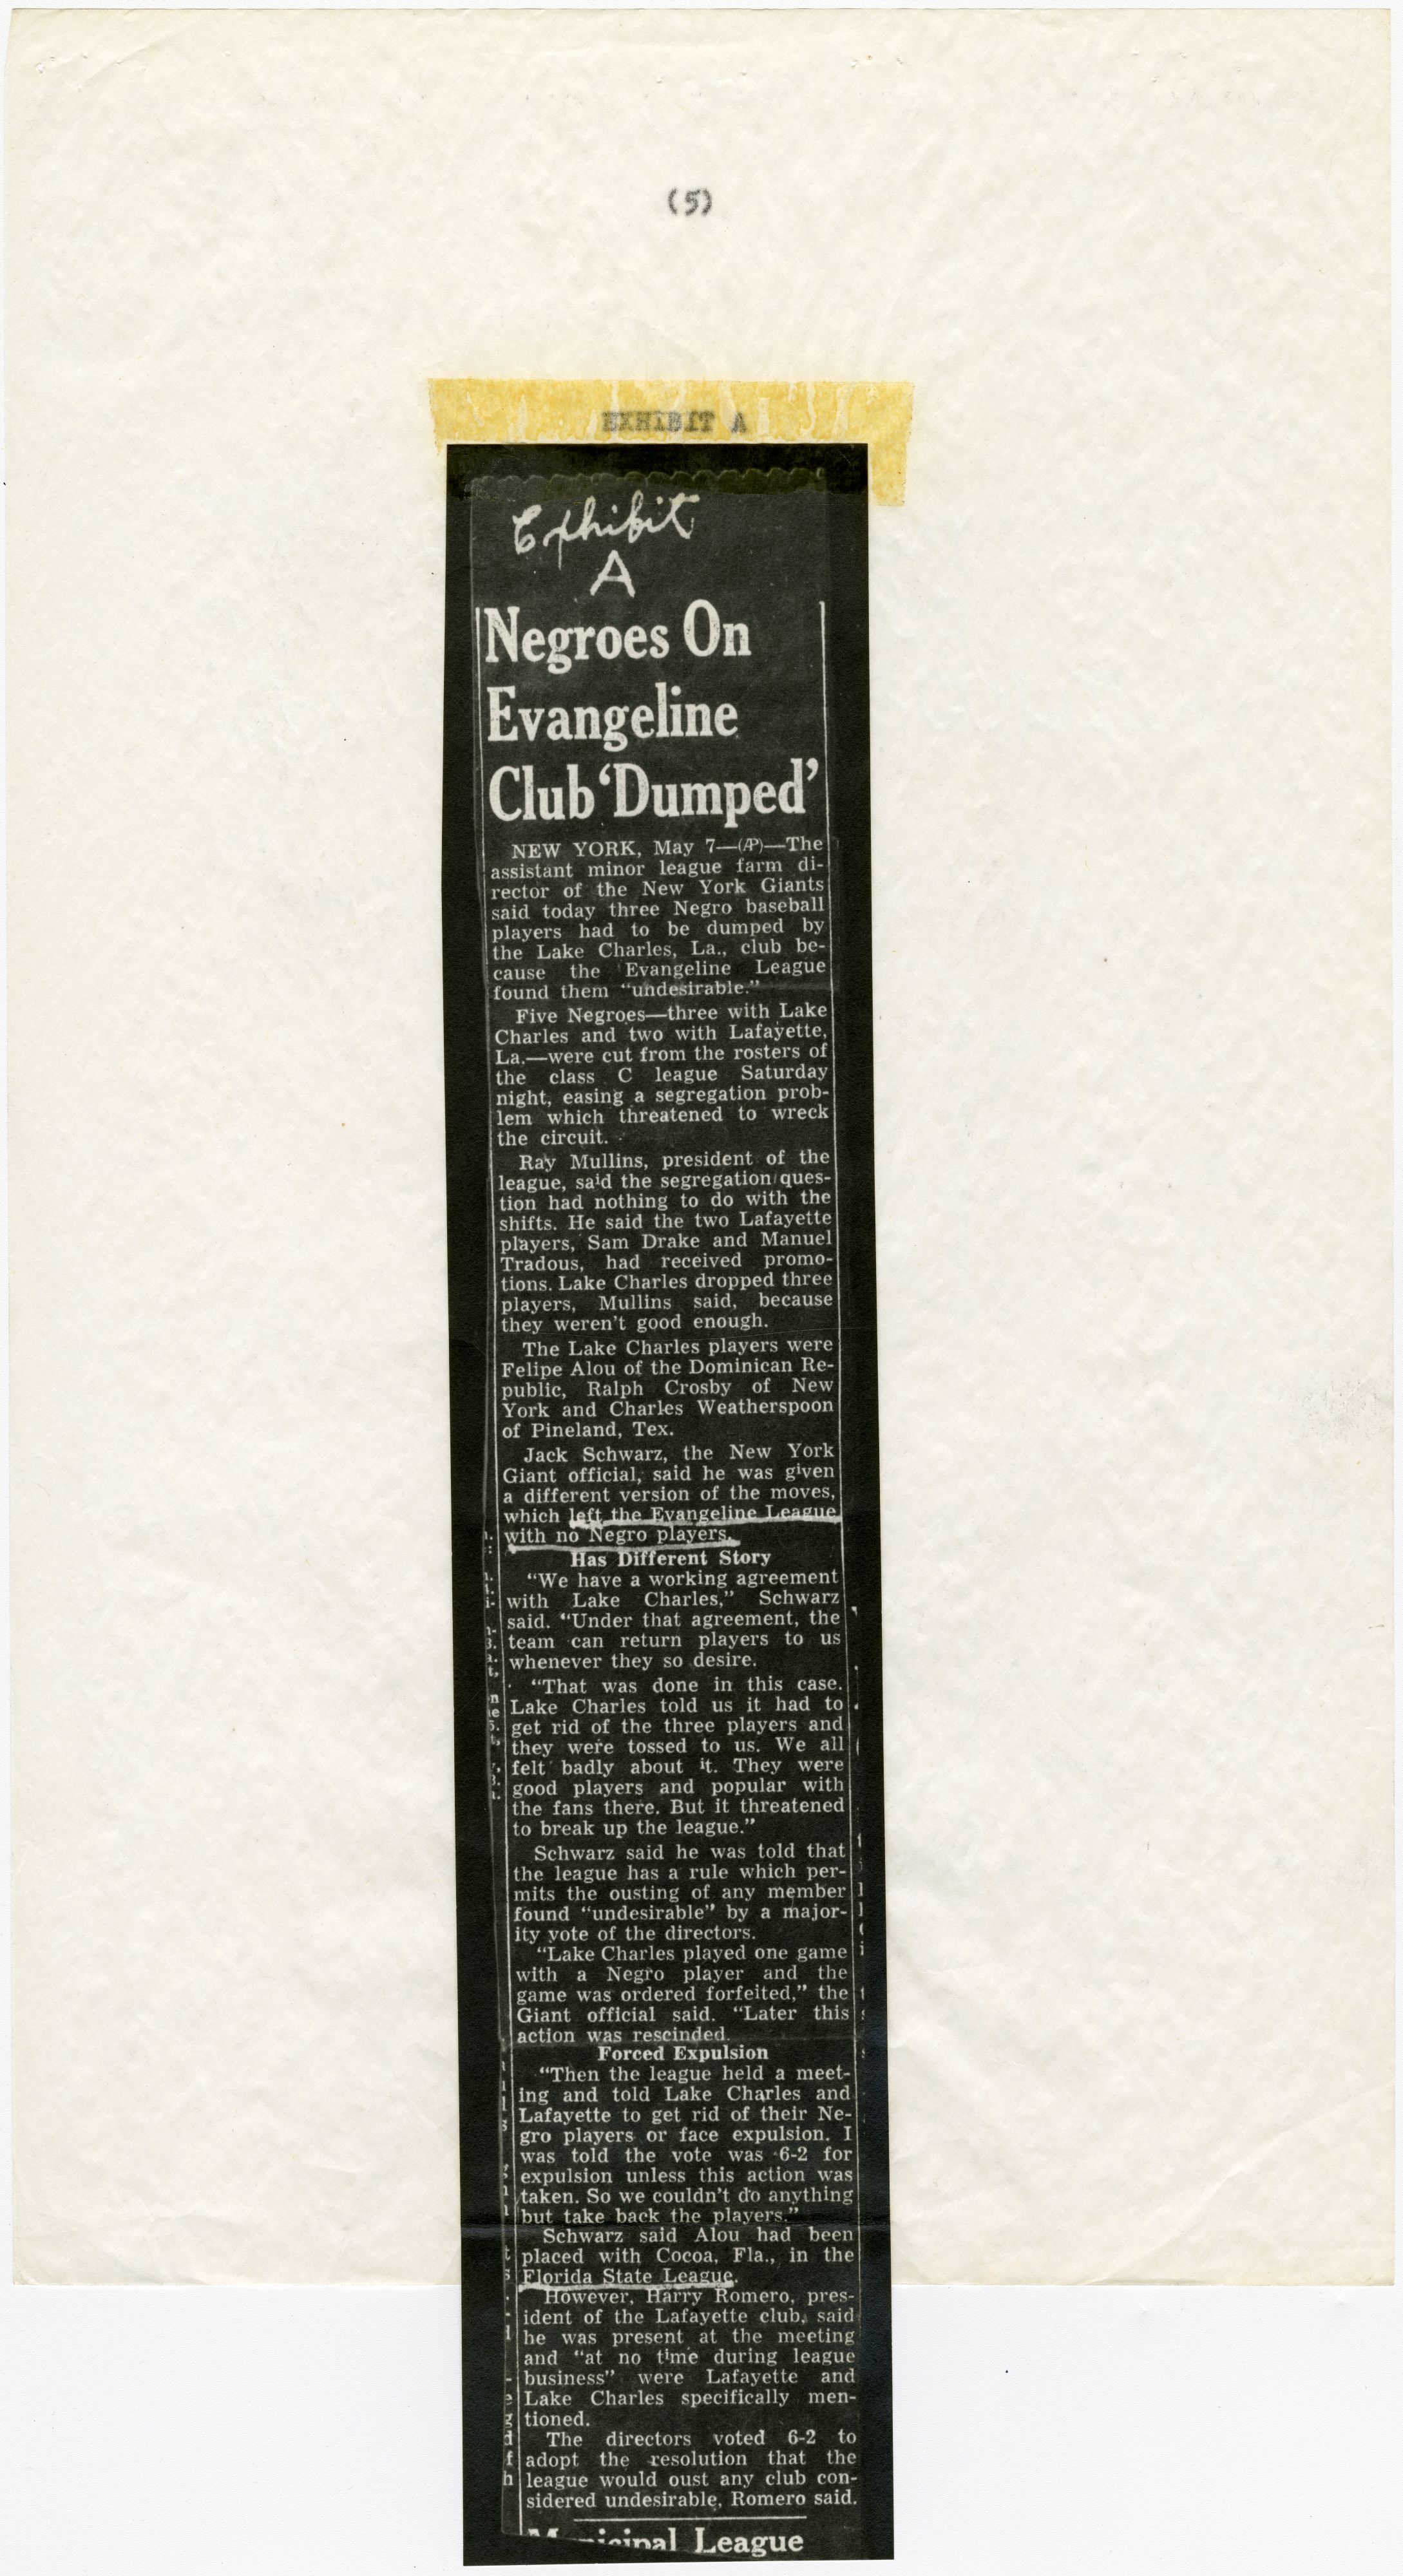 (5)
EXHIBIT A
Exhibit
A
Negroes On
Evangeline
Club 'Dumped'
NEW YORK, May 7—(AP)—The
assistant minor league farm di-
rector of the New York Giants
said today three Negro baseball
players had to be dumped by
the Lake Charles, La., club be-
cause the Evangeline League
found them "undesirable."
Five Negroes—three with Lake
Charles and two with Lafayette,
La.—were cut from the rosters of
the class C league Saturday
night, easing a segregation prob-
lem which threatened to wreck
the circuit.
Ray Mullins, president of the
league, said the segregation ques-
tion had nothing to do with the
shifts. He said the two Lafayette
players, Sam Drake and Manuel
Tradous, had received promo-
tions. Lake Charles dropped three
players, Mullins said, because
they weren't good enough.
The Lake Charles players were
Felipe Alou of the Dominican Re-
public, Ralph Crosby of New
York and Charles Weatherspoon
of Pineland, Tex.
Jack Schwarz, the New York
Giant official, said he was given
a different version of the moves,
which left the Evangeline League
with no Negro players.
Has Different Story
"We have a working agreement
with Lake Charles," Schwarz
said. "Under that agreement, the
team can return players to us
whenever they so desire.
"That was done in this case.
Lake Charles told us it had to
get rid of the three players and
they were tossed to us. We all
felt badly about it. They were
good players and popular with
the fans there. But it threatened
to break up the league."
Schwarz said he was told that
the league has a rule which per-
mits the ousting of any member
found "undesirable" by a major-
ity vote of the directors.
"Lake Charles played one game
with a Negro player and the
game was ordered forfeited," the
Giant official said. "Later this
action was rescinded.
Forced Expulsion
"Then the league held a meet-
ing and told Lake Charles and
Lafayette to get rid of their Ne-
gro players or face expulsion. I
was told the vote was 6-2 for
expulsion unless this action was
taken. So we couldn't do anything
but take back the players."
Schwarz said Alou had been
placed with Cocoa, Fla., in the
Florida State League.
However, Harry Romero, pres-
ident of the Lafayette club, said
he was present at the meeting
and "at no time during league
business" were Lafayette and
Lake Charles specifically men-
tioned.
The directors voted 6-2 to
adopt the resolution that the
league would oust any club con-
sidered undesirable, Romero said.
Municipal League